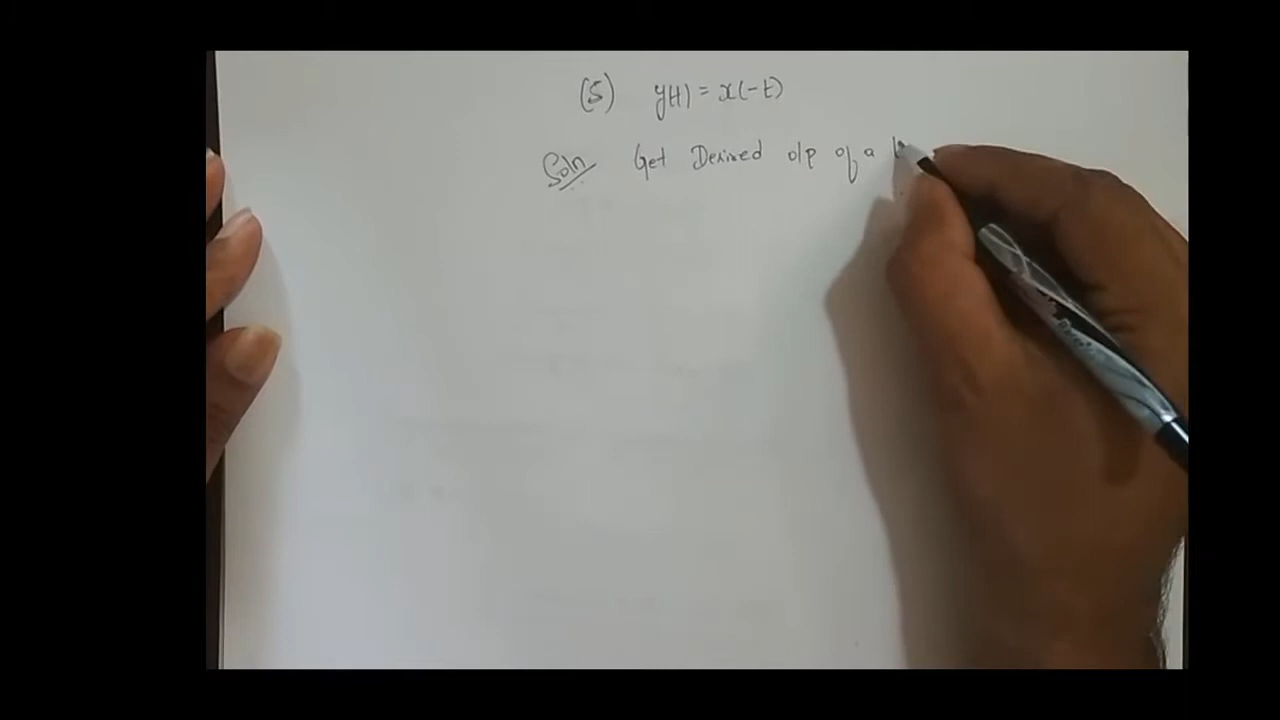 (5) y(t) = x(-t)
Soln Get Desired o/p of a